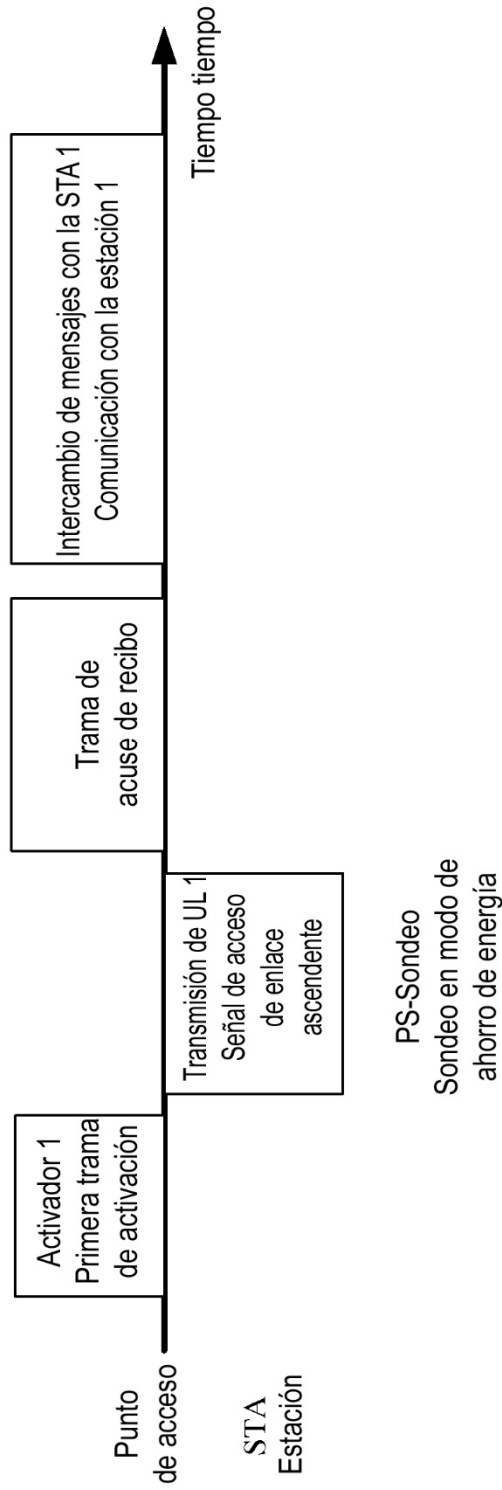 Punto
de acceso
STA
Estación
Activador 1
Primera trama
de activación
Transmisión de UL 1
Señal de acceso
de enlace
ascendente
PS-Sondeo
Sondeo en modo de
ahorro de energía
Trama de
acuse de recibo
Intercambio de mensajes con la STA 1
Comunicación con la estación 1
Tiempo tiempo